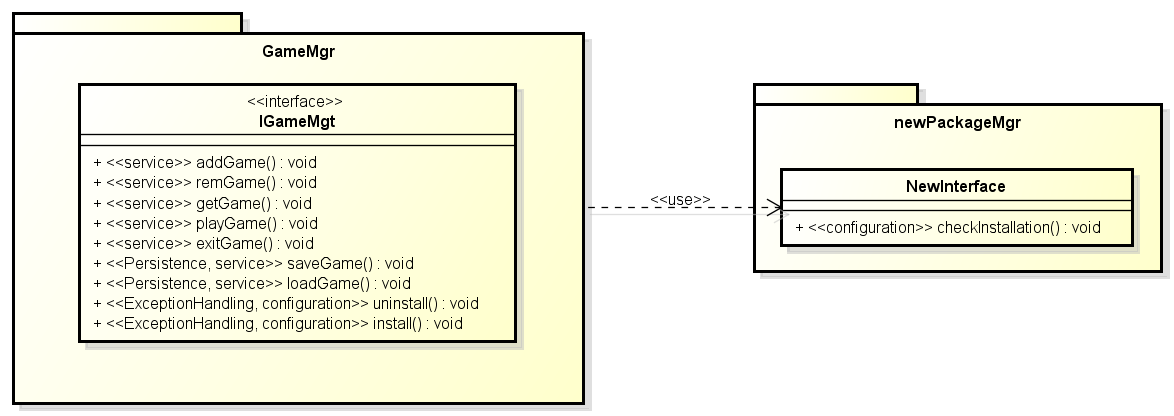 GameMgr
<<interface>>
IGameMgt
+ <<service>> addGame() : void
+ <<service>> remGame() : void
+ <<service>> getGame() : void
+ <<service>> playGame() : void
+ <<service>> exitGame() : void
+ <<Persistence, service>> saveGame() : void
+ <<Persistence, service>> loadGame() : void
+ <<ExceptionHandling, configuration>> uninstall() : void
+ <<ExceptionHandling, configuration>> install() : void
<<use>>
newPackageMgr
NewInterface
+ <<configuration>> checkInstallation() : void